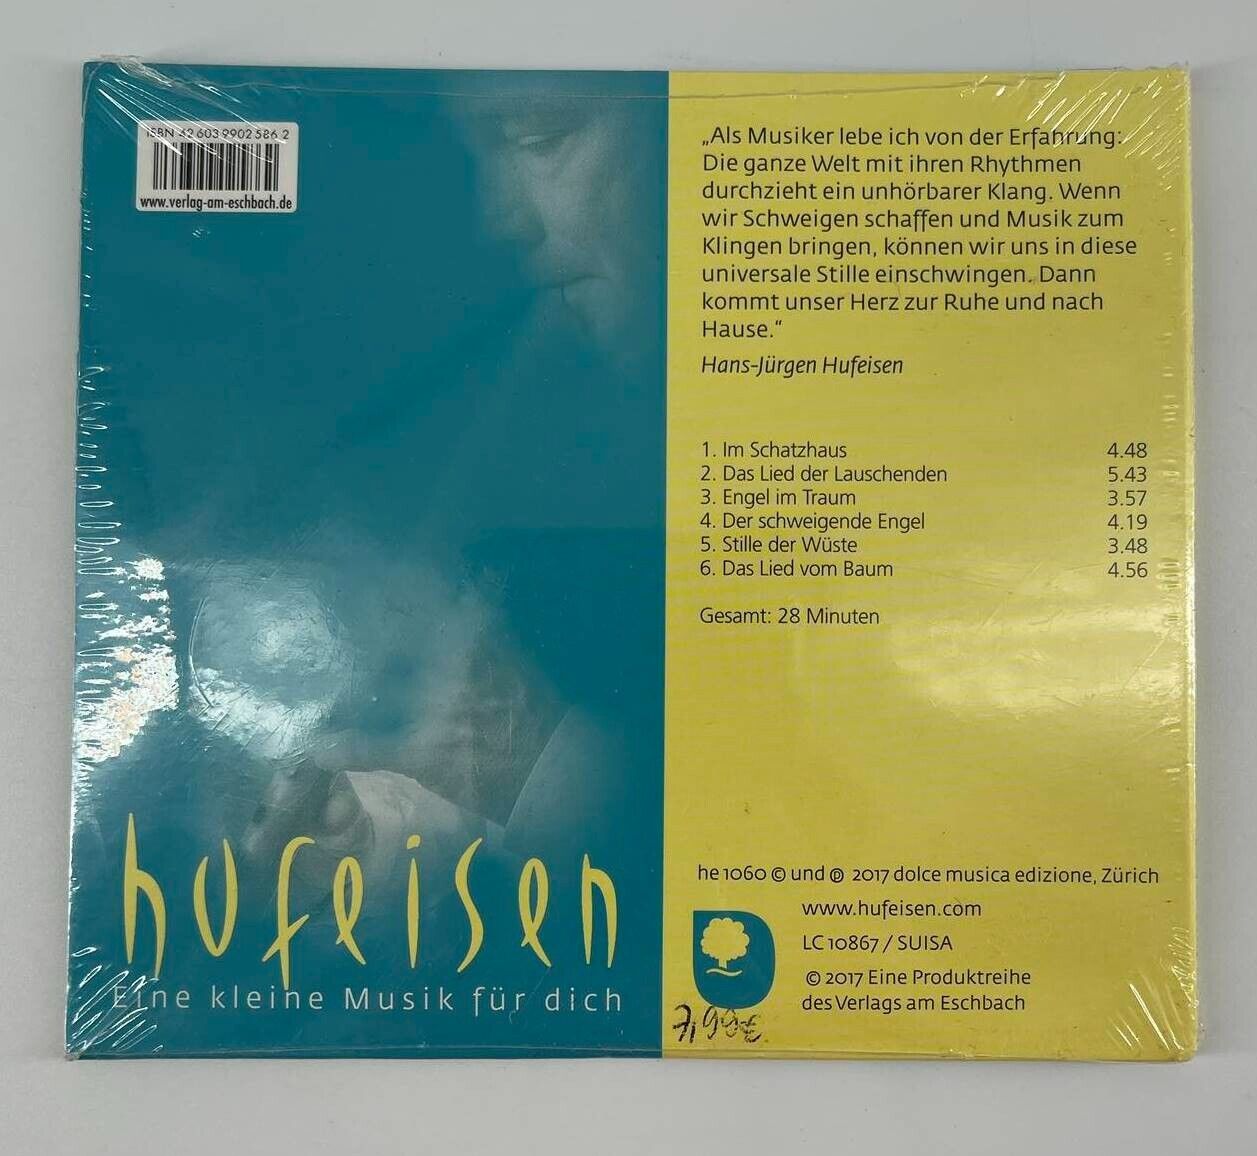 ISBN 42 603 9902 586 2
www.verlag-am-eschbach.de
„Als Musiker lebe ich von der Erfahrung:
Die ganze Welt mit ihren Rhythmen
durchzieht ein unhörbarer Klang. Wenn
wir Schweigen schaffen und Musik zum
Klingen bringen, können wir uns in diese
universale Stille einschwingen. Dann
kommt unser Herz zur Ruhe und nach
Hause.“
Hans-Jürgen Hufeisen
1. Im Schatzhaus 4.48
2. Das Lied der Lauschenden 5.43
3. Engel im Traum 3.57
4. Der schweigende Engel 4.19
5. Stille der Wüste 3.48
6. Das Lied vom Baum 4.56
Gesamt: 28 Minuten
hufeisen
Eine kleine Musik für dich
he 1060 © und ℗ 2017 dolce musica edizione, Zürich
www.hufeisen.com
LC 10867 / SUISA
© 2017 Eine Produktreihe
des Verlags am Eschbach
7,99€